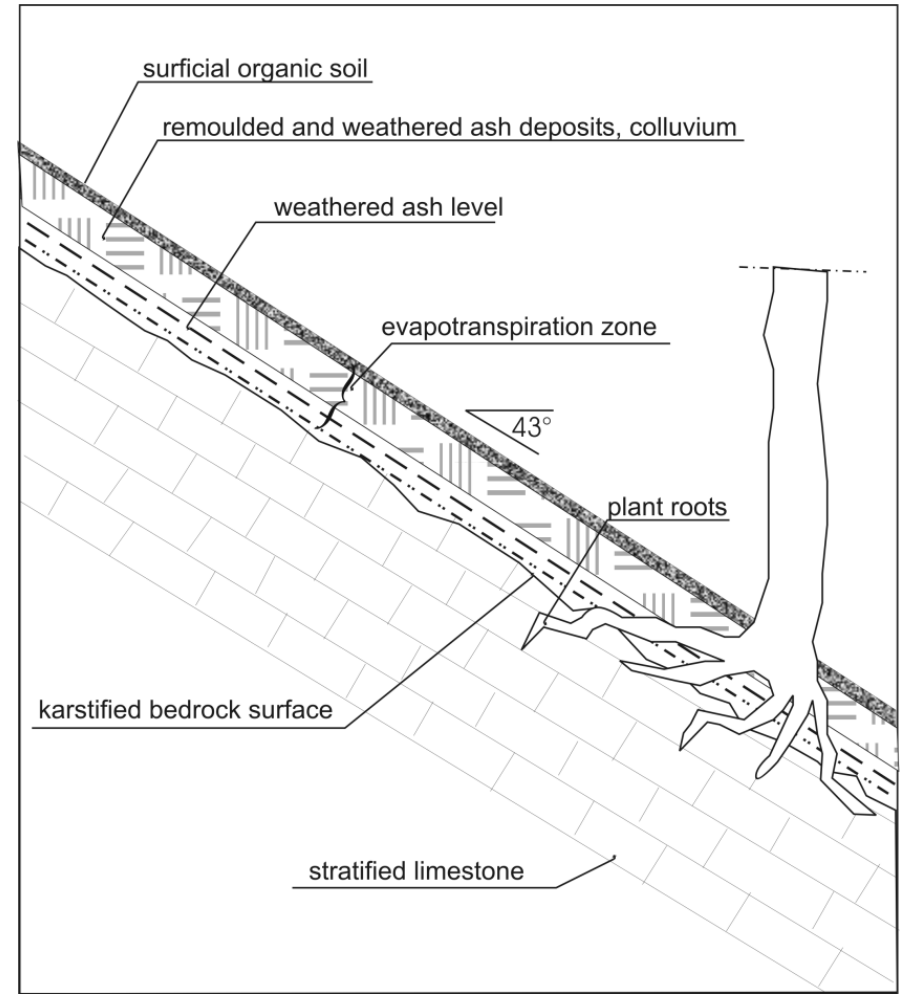 surficial organic soil
remoulded and weathered ash deposits, colluvium
weathered ash level
evapotranspiration zone
43°
plant roots
karstified bedrock surface
stratified limestone